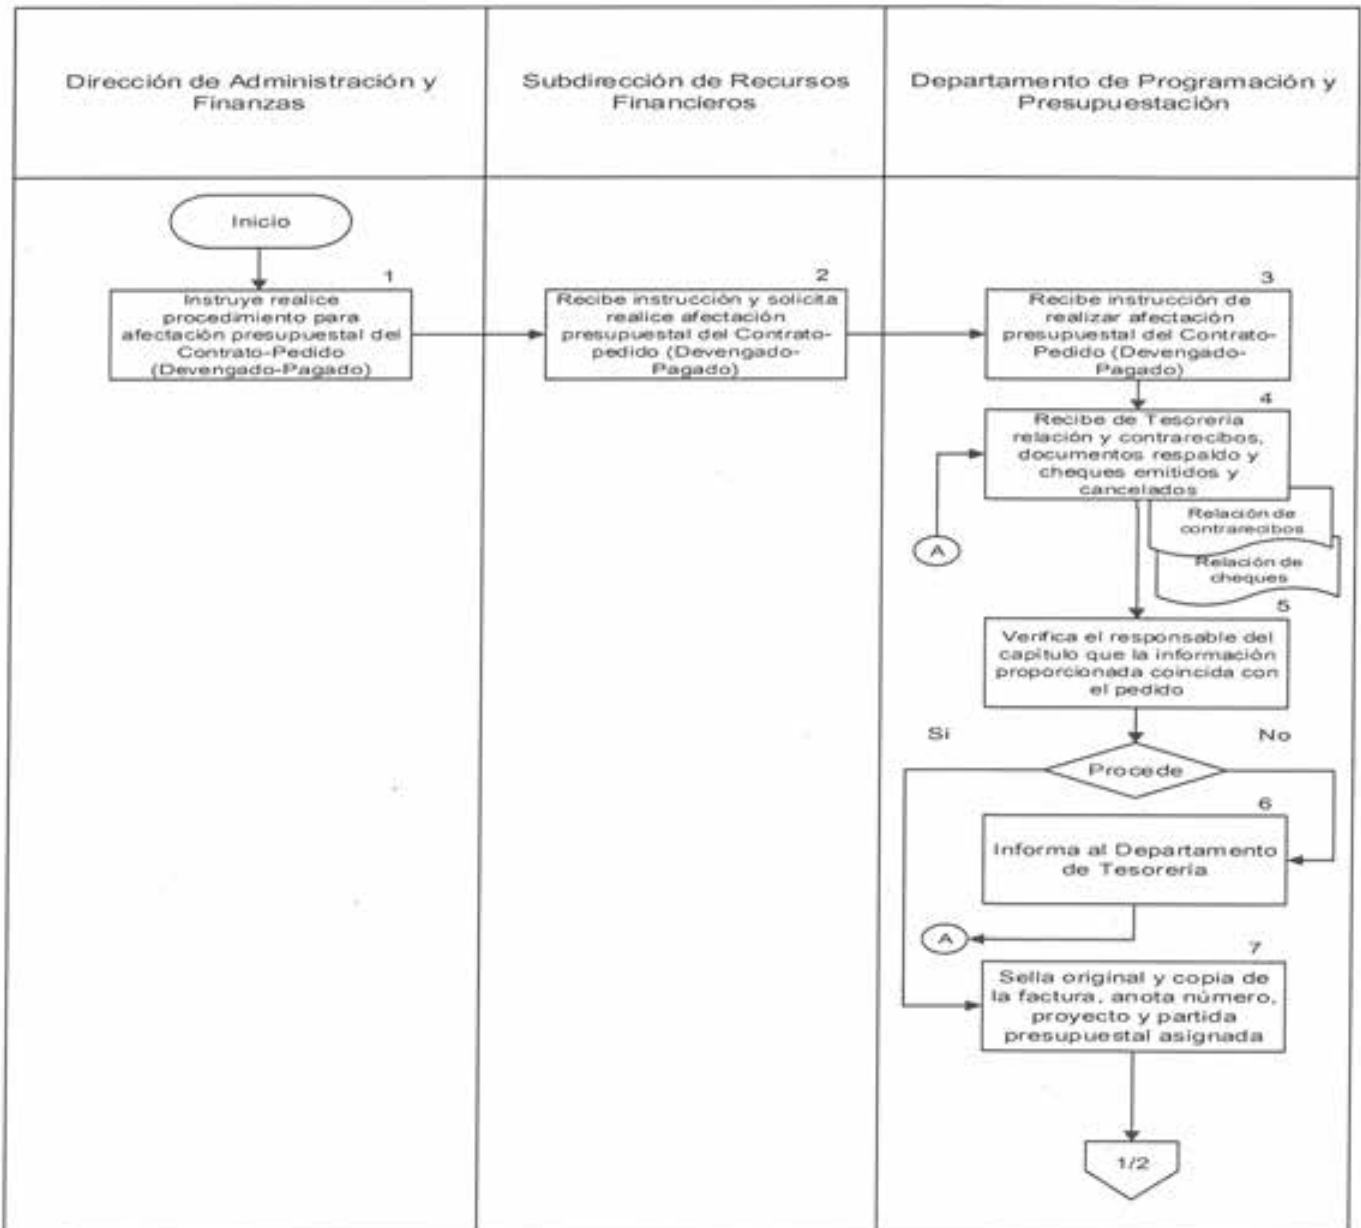 Dirección de Administración y
Finanzas
Subdirección de Recursos
Financieros
Departamento de Programación y
Presupuestación
Inicio
1
Instruye realice
procedimiento para
afectación presupuestal del
Contrato-Pedido
(Devengado-Pagado)
2
Recibe instrucción y solicita
realice afectación
presupuestal del Contrato-
pedido (Devengado-
Pagado)
3
Recibe instrucción de
realizar afectación
presupuestal del Contrato-
Pedido (Devengado-
Pagado)
4
Recibe de Tesorería
relación y contrarecibos,
documentos respaldo y
cheques emitidos y
cancelados
Relación de
contrarecibos
A
Relación de
cheques
5
Verifica el responsable del
capítulo que la información
proporcionada coincida con
el pedido
Si
No
Procede
6
Informa al Departamento
de Tesorería
A
7
Sella original y copia de
la factura, anota número,
proyecto y partida
presupuestal asignada
1/2